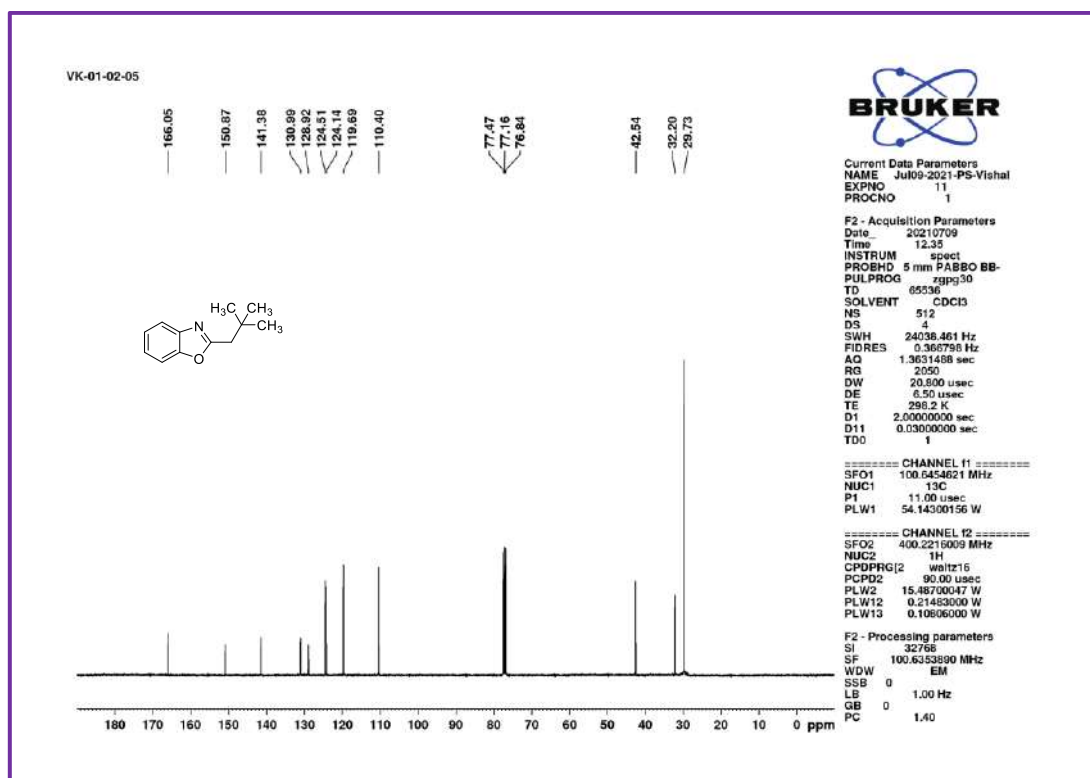 VK-01-02-05
166.05
150.87
141.38
130.99
128.92
124.51
124.14
119.69
110.40
77.47
77.16
76.84
42.54
32.20
29.73
BRUKER
Current Data Parameters
NAME Jul09-2021-PS-Vishal
EXPNO 11
PROCNO 1
F2 - Acquisition Parameters
Date_ 20210709
Time 12.35
INSTRUM spect
PROBHD 5 mm PABBO BB-
PULPROG zgpg30
TD 65536
SOLVENT CDCl3
NS 512
DS 4
SWH 24038.461 Hz
FIDRES 0.366798 Hz
AQ 1.3631488 sec
RG 2050
DW 20.800 usec
DE 6.50 usec
TE 298.2 K
D1 2.00000000 sec
D11 0.03000000 sec
TD0 1
======== CHANNEL f1 ========
SFO1 100.6454621 MHz
NUC1 13C
P1 11.00 usec
PLW1 54.14300156 W
======== CHANNEL f2 ========
SFO2 400.2216009 MHz
NUC2 1H
CPDPRG[2 waltz16
PCPD2 90.00 usec
PLW2 15.48700047 W
PLW12 0.21483000 W
PLW13 0.10806000 W
F2 - Processing parameters
SI 32768
SF 100.6353890 MHz
WDW EM
SSB 0
LB 1.00 Hz
GB 0
PC 1.40
H₃C CH₃
CH₃
N
O
180 170 160 150 140 130 120 110 100 90 80 70 60 50 40 30 20 10 0 ppm